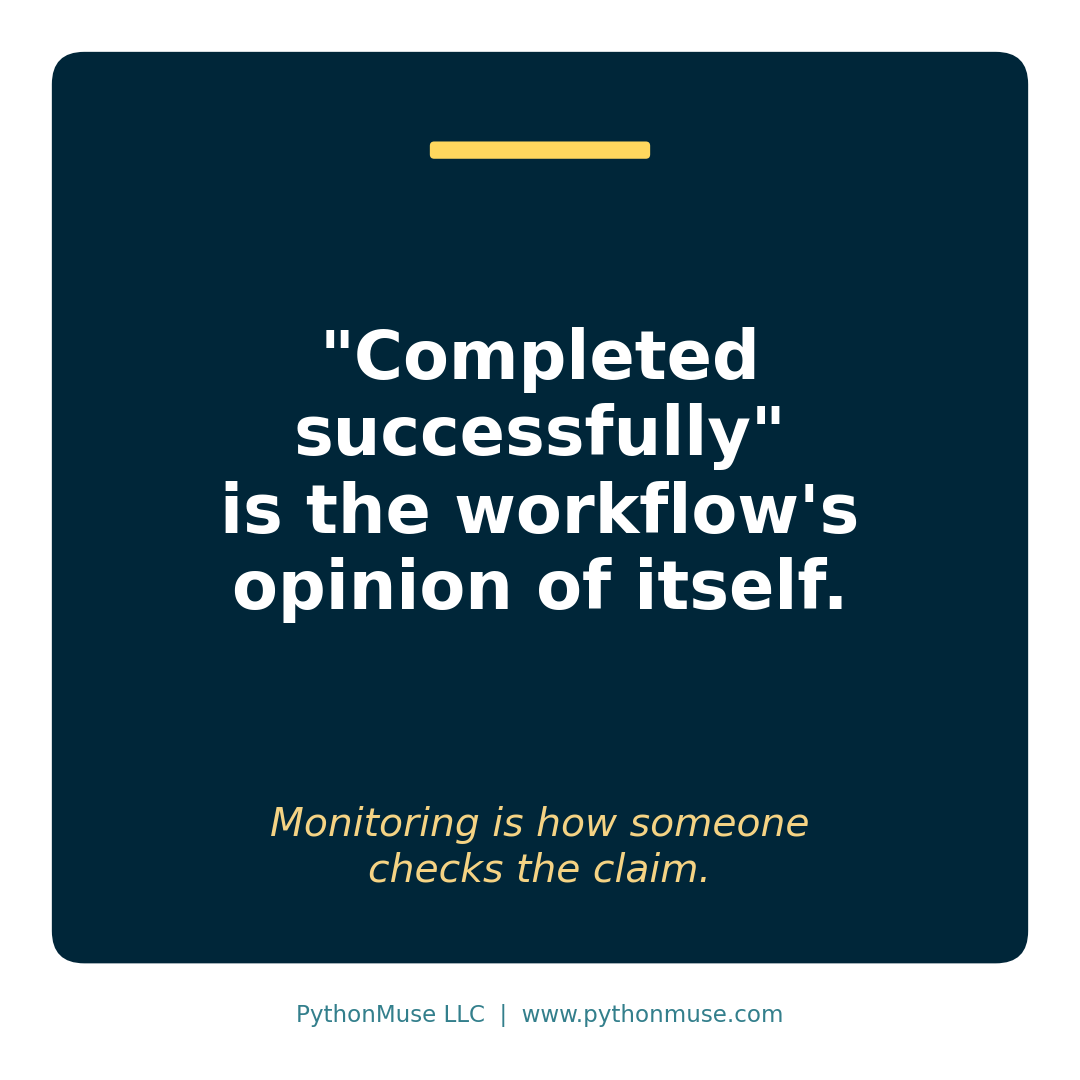 "Completed
successfully"
is the workflow's
opinion of itself.
Monitoring is how someone
checks the claim.
PythonMuse LLC | www.pythonmuse.com